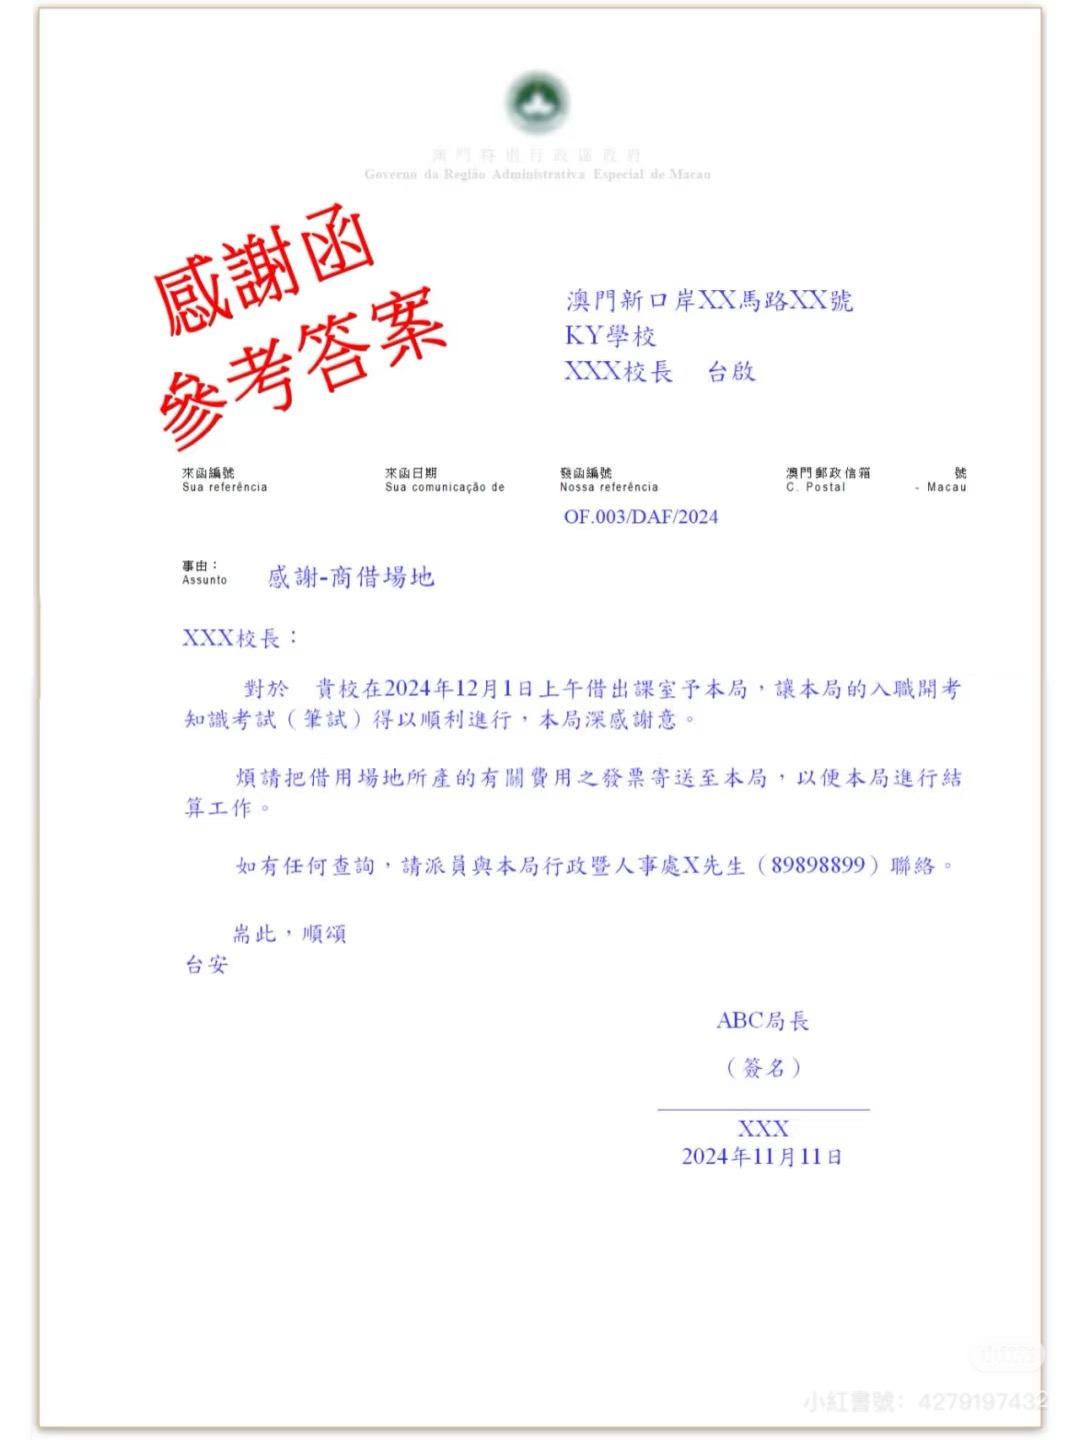 澳門特別行政區政府
Governo da Região Administrativa Especial de Macau
感謝函
參考答案
澳門新口岸XX馬路XX號
KY學校
XXX校長　台啟
來函編號 來函日期 發函編號 澳門郵政信箱 號
Sua referência Sua comunicação de Nossa referência C. Postal - Macau
OF.003/DAF/2024
事由：
Assunto
感謝-商借場地
XXX校長：
對於　貴校在2024年12月1日上午借出課室予本局，讓本局的入職開考
知識考試（筆試）得以順利進行，本局深感謝意。
煩請把借用場地所產的有關費用之發票寄送至本局，以便本局進行結
算工作。
如有任何查詢，請派員與本局行政暨人事處X先生（89898899）聯絡。
耑此，順頌
台安
ABC局長
（簽名）
XXX
2024年11月11日
小紅書
小紅書號：4279197432